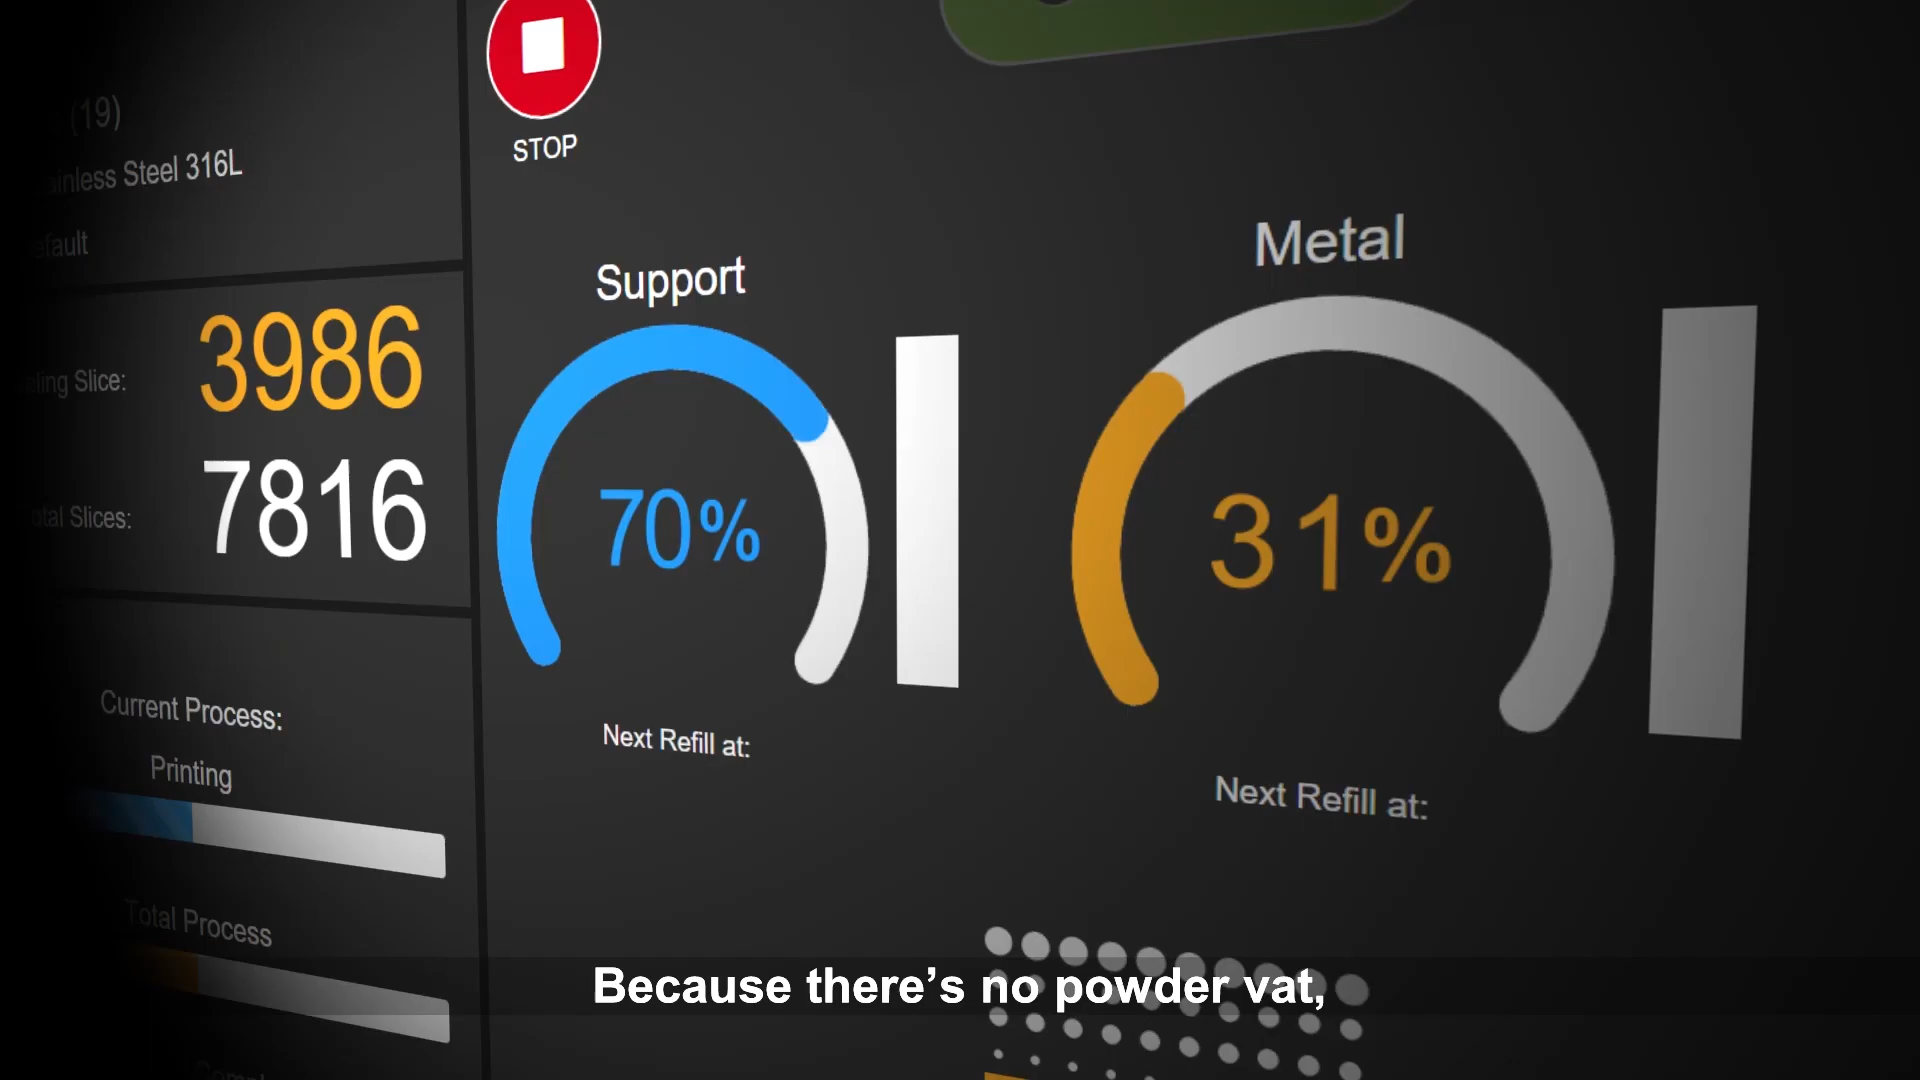 (19)
Steel 316L
STOP
Support
Metal
Slice:
3986
Slices:
7816
70%
31%
Next Refill at:
Next Refill at:
Current Process:
Printing
Total Process
Because there’s no powder vat,